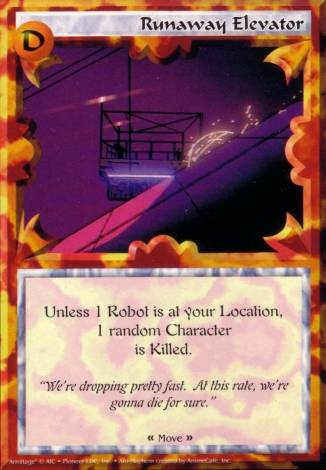 Runaway Elevator
D
Unless 1 Robot is at your Location,
1 random Character
is Killed.
"We're dropping pretty fast. At this rate, we're
gonna die for sure."
« Move »
"Armitage" © AIC • Pioneer LDC, Inc. • Ani-Mayhem created by AnimeCafe, Inc.